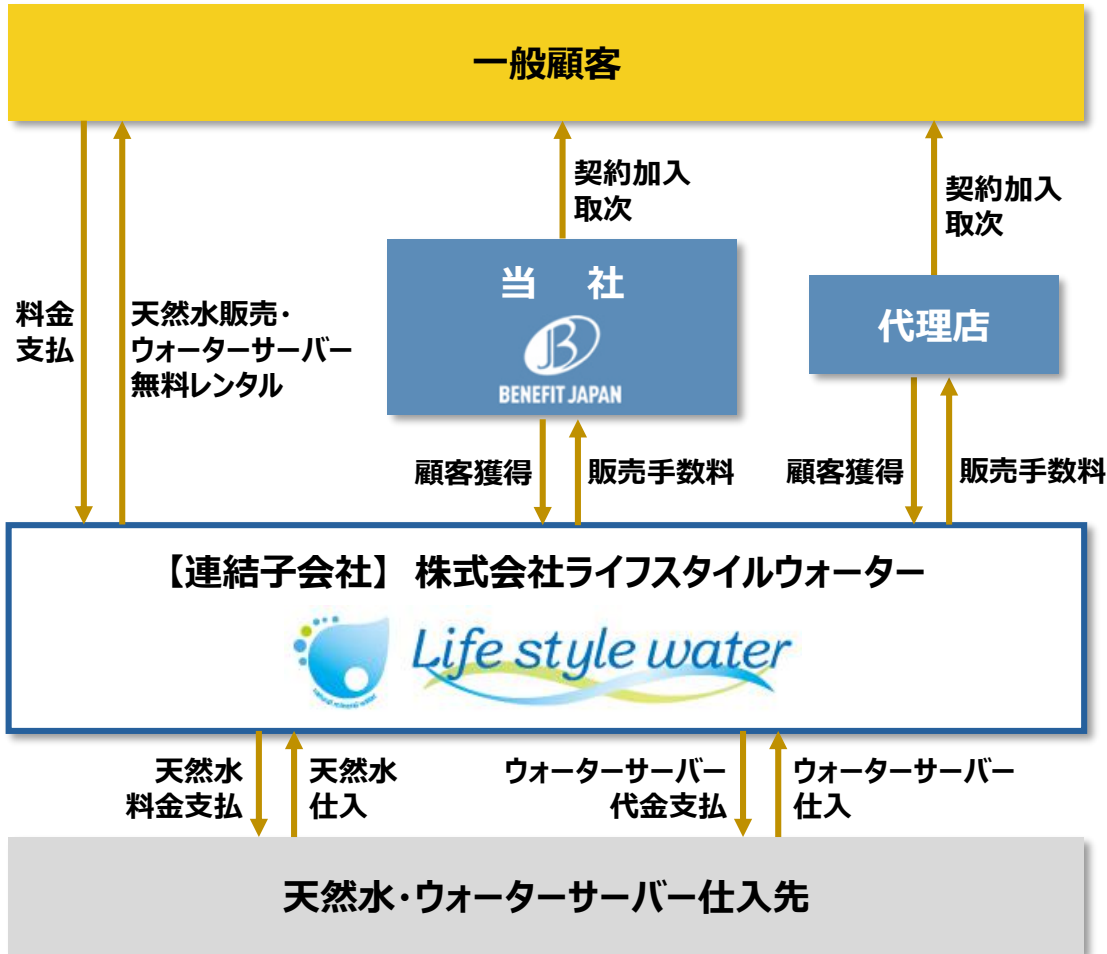 一般顧客
契約加入
取次
契約加入
取次
当 社
B
BENEFIT JAPAN
代理店
料金
支払
天然水販売・
ウォーターサーバー
無料レンタル
顧客獲得
販売手数料
顧客獲得
販売手数料
【連結子会社】 株式会社ライフスタイルウォーター
natural mineral water
Life style water
天然水
料金支払
天然水
仕入
ウォーターサーバー
代金支払
ウォーターサーバー
仕入
天然水・ウォーターサーバー仕入先